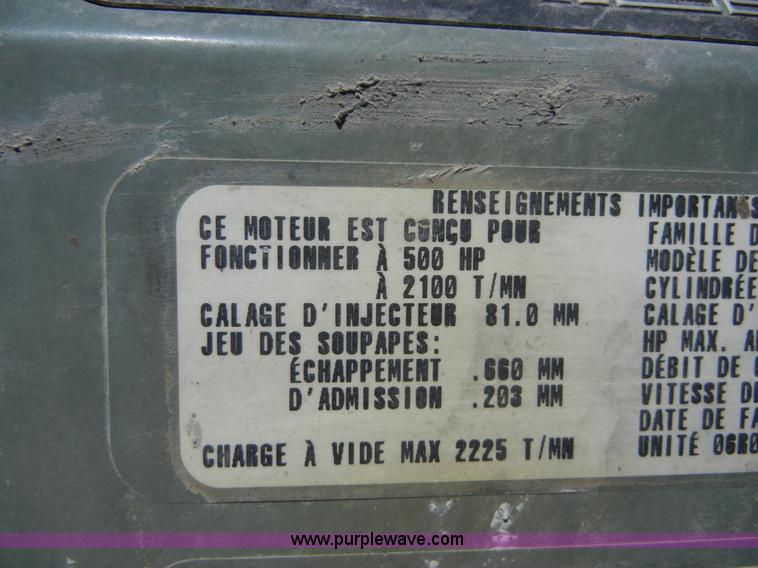 RENSEIGNEMENTS
CE MOTEUR EST CONÇU POUR
FONCTIONNER À 500 HP
À 2100 T/MN
CALAGE D'INJECTEUR 81.0 MM
JEU DES SOUPAPES:
ÉCHAPPEMENT .660 MM
D'ADMISSION .203 MM
CHARGE À VIDE MAX 2225 T/MN
FAMILLE
MODÈLE DE
CYLINDRÉE
CALAGE D'
HP MAX.
DÉBIT DE
VITESSE
DATE DE
UNITÉ
www.purplewave.com